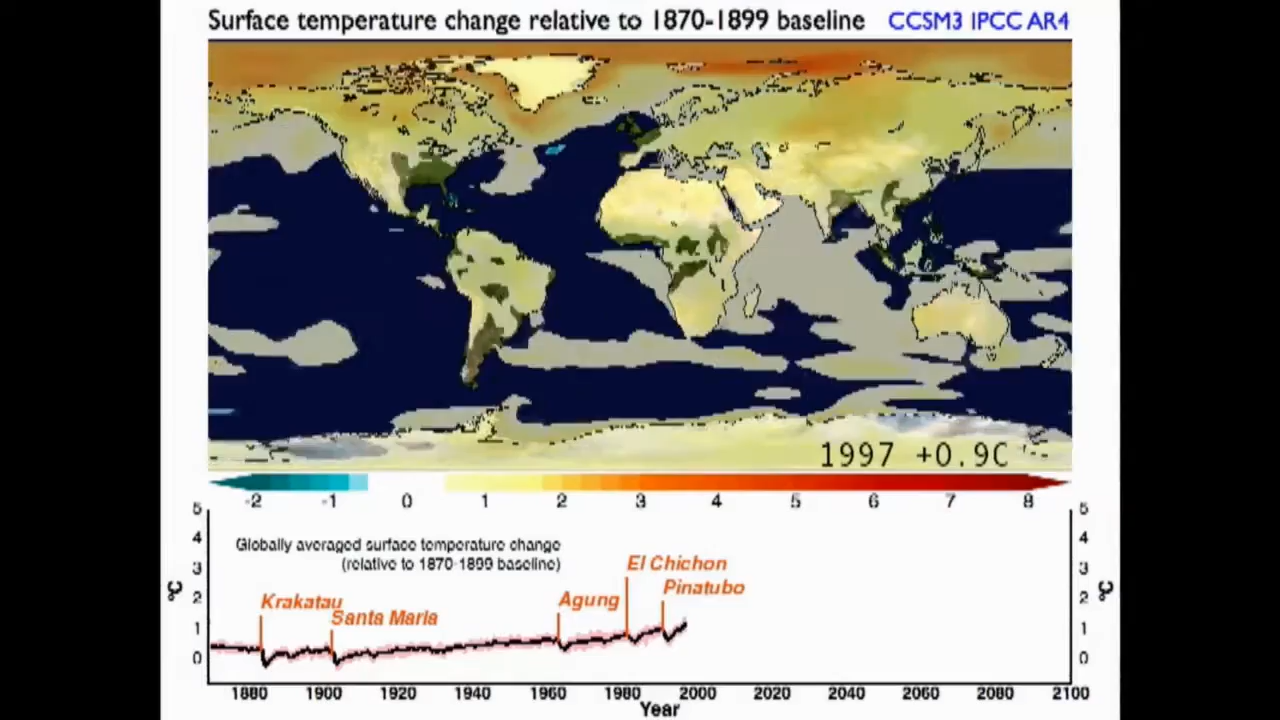 Surface temperature change relative to 1870-1899 baseline CCSM3 IPCC AR4
1997 +0.9C
-2 -1 0 1 2 3 4 5 6 7 8
5 5
4 4
3 3
2 2
1 1
0 0
°C °C
Globally averaged surface temperature change
(relative to 1870-1899 baseline)
El Chichon
Pinatubo
Krakatau
Agung
Santa Maria
1880 1900 1920 1940 1960 1980 2000 2020 2040 2060 2080 2100
Year